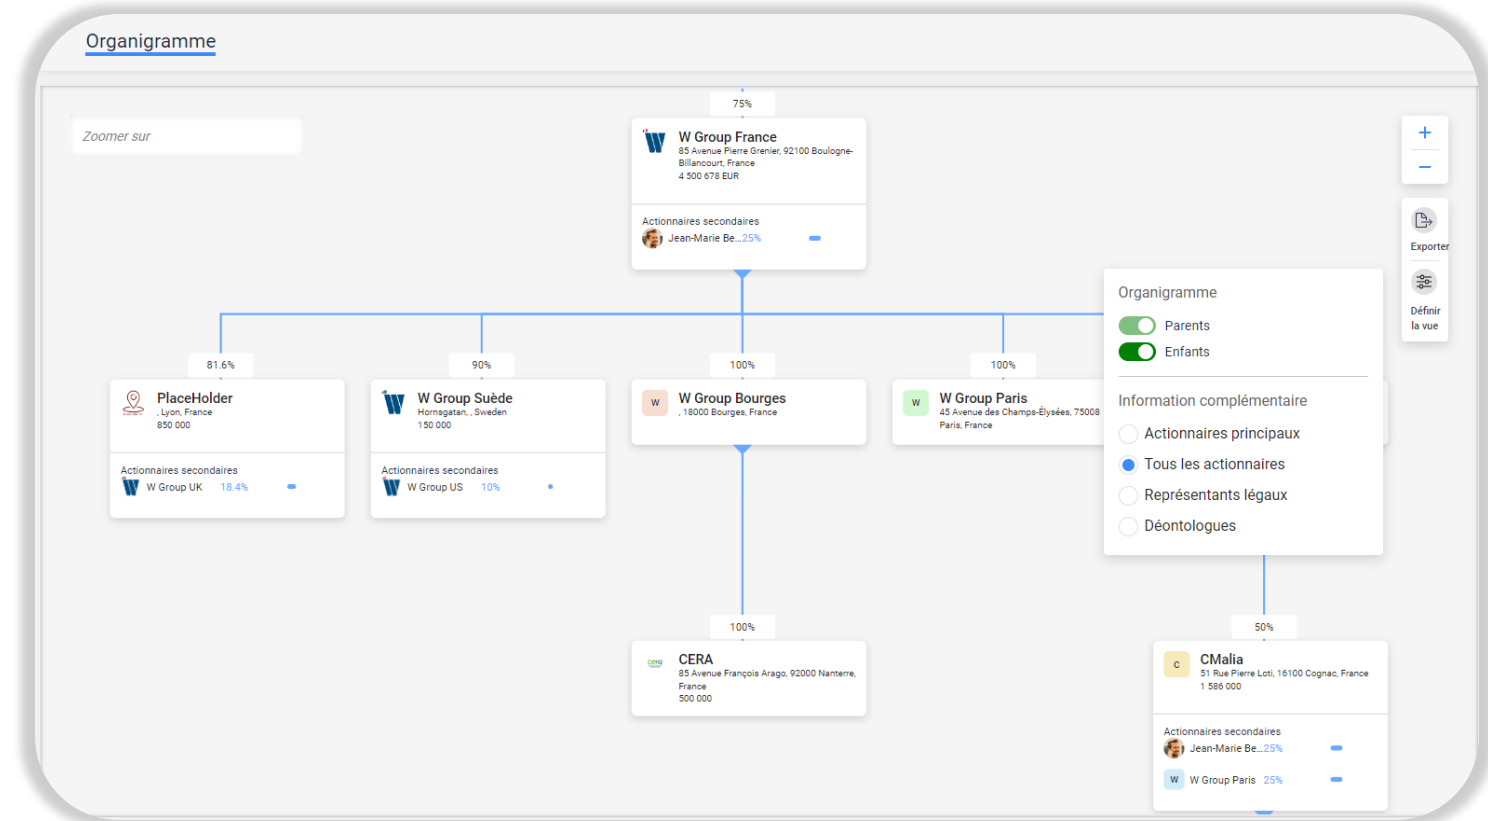 Organigramme
Zoomer sur
75%
W Group France
85 Avenue Pierre Grenier, 92100 Boulogne-
Billancourt, France
4 500 678 EUR
Actionnaires secondaires
Jean-Marie Be...25%
Exporter
Définir
la vue
Organigramme
Parents
Enfants
Information complémentaire
Actionnaires principaux
Tous les actionnaires
Représentants légaux
Déontologues
81.6%
PlaceHolder
, Lyon, France
850 000
Actionnaires secondaires
W Group UK 18.4%
90%
W Group Suède
Hornsgatan, , Sweden
150 000
Actionnaires secondaires
W Group US 10%
100%
W
W Group Bourges
, 18000 Bourges, France
100%
W
W Group Paris
45 Avenue des Champs-Élysées, 75008
Paris, France
100%
CERA
85 Avenue François Arago, 92000 Nanterre,
France
500 000
50%
C
CMalia
51 Rue Pierre Loti, 16100 Cognac, France
1 586 000
Actionnaires secondaires
Jean-Marie Be...25%
W W Group Paris 25%